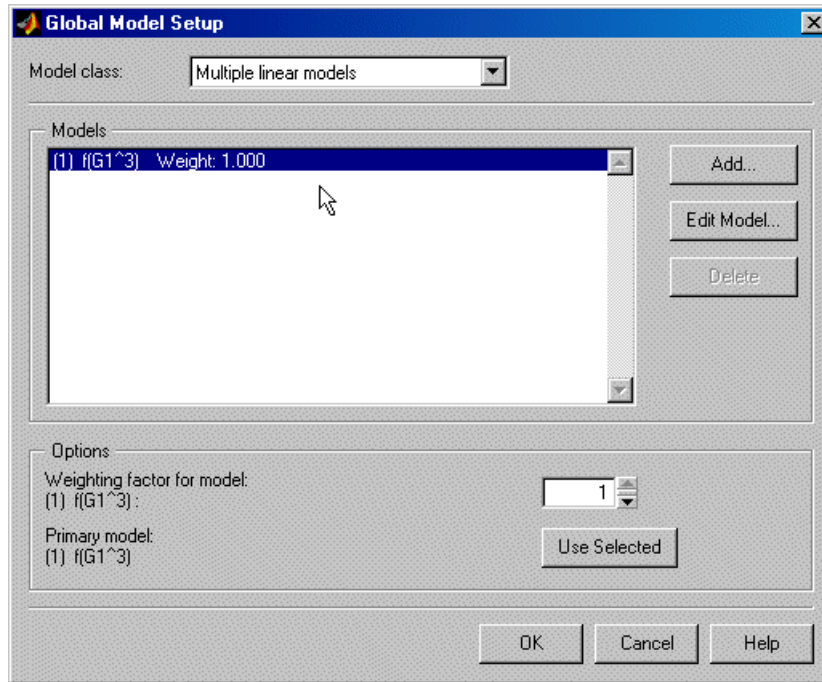 Global Model Setup
Model class:
Multiple linear models
Models
(1) f(G1^3) Weight: 1.000
Add...
Edit Model...
Delete
Options
Weighting factor for model:
(1) f(G1^3) :
1
Primary model:
(1) f(G1^3)
Use Selected
OK
Cancel
Help